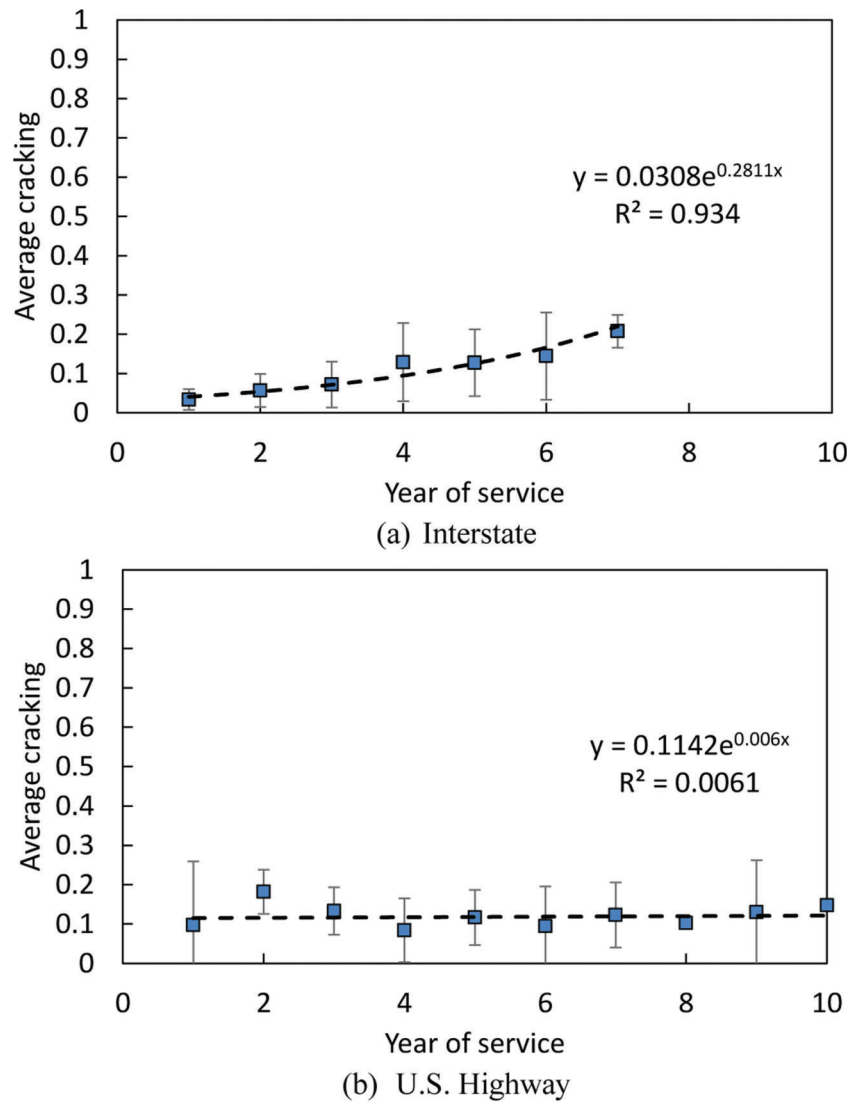 1
0.9
0.8
0.7
0.6
0.5
0.4
0.3
0.2
0.1
0
Average cracking
y = 0.0308e^0.2811x
R² = 0.934
0 2 4 6 8 10
Year of service
(a) Interstate
1
0.9
0.8
0.7
0.6
0.5
0.4
0.3
0.2
0.1
0
Average cracking
y = 0.1142e^0.006x
R² = 0.0061
0 2 4 6 8 10
Year of service
(b) U.S. Highway